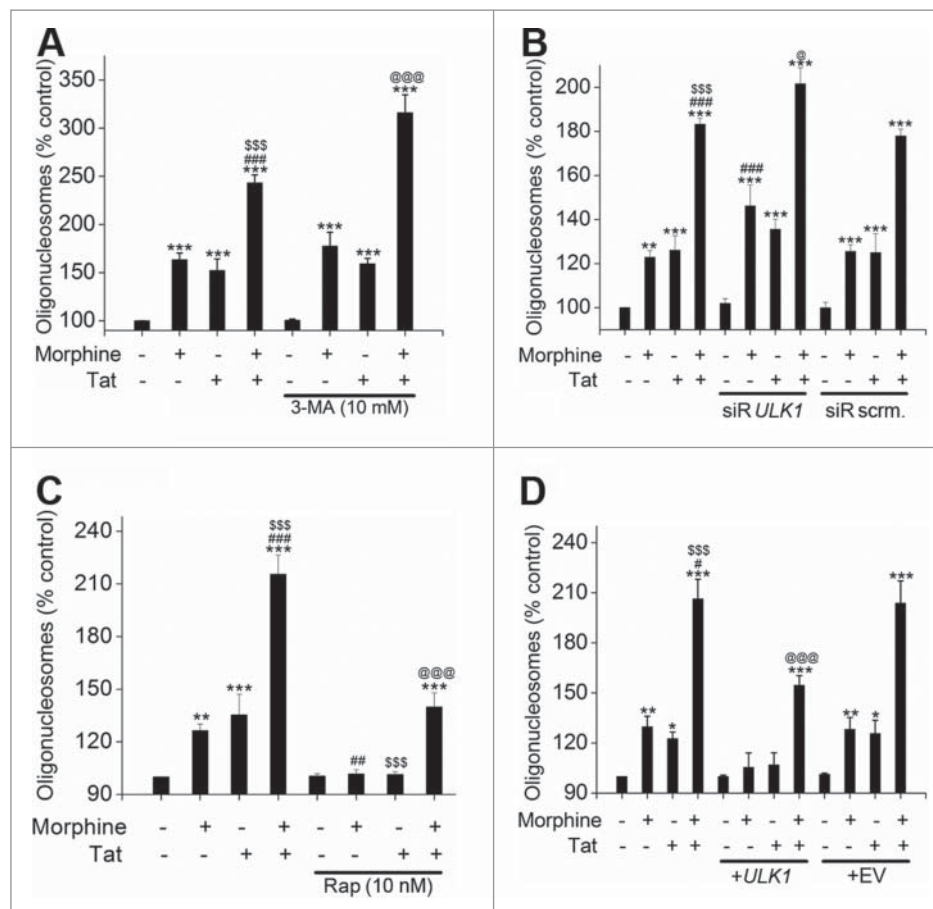 A
Oligonucleosomes (% control)
350
300
250
200
150
100
*** *** $$$ ### *** *** *** @@@ ***
Morphine - + - + - + - +
Tat - - + + - - + +
3-MA (10 mM)
B
Oligonucleosomes (% control)
200
180
160
140
120
100
** *** $$$ ### *** ### *** *** @ *** *** *** ***
Morphine - + - + - + - + - + - +
Tat - - + + - - + + - - + +
siR ULK1 siR scrm.
C
Oligonucleosomes (% control)
240
210
150
120
90
** *** $$$ ### *** ## $$$ @@@ ***
Morphine - + - + - + - +
Tat - - + + - - + +
Rap (10 nM)
D
Oligonucleosomes (% control)
240
210
150
120
90
** * $$$ # *** @@@ *** ** * ***
Morphine - + - + - + - + - + - +
Tat - - + + - - + + - - + +
+ULK1 +EV